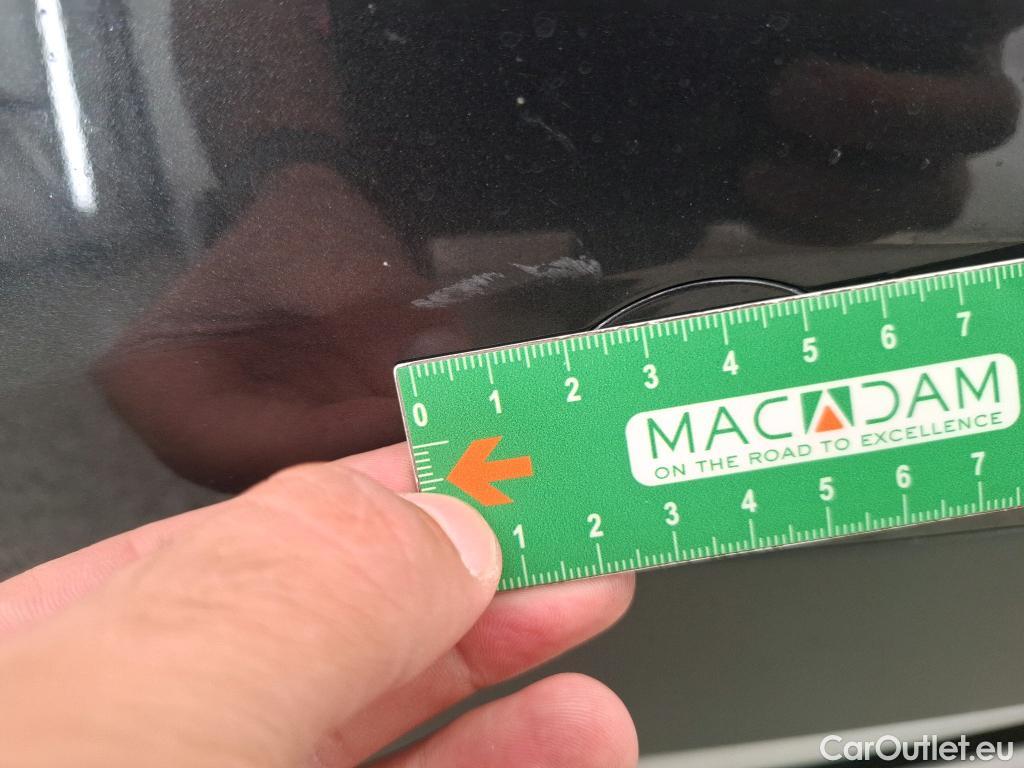 0 1 2 3 4 5 6 7
MACADAM
ON THE ROAD TO EXCELLENCE
1 2 3 4 5 6 7
CarOutlet.eu